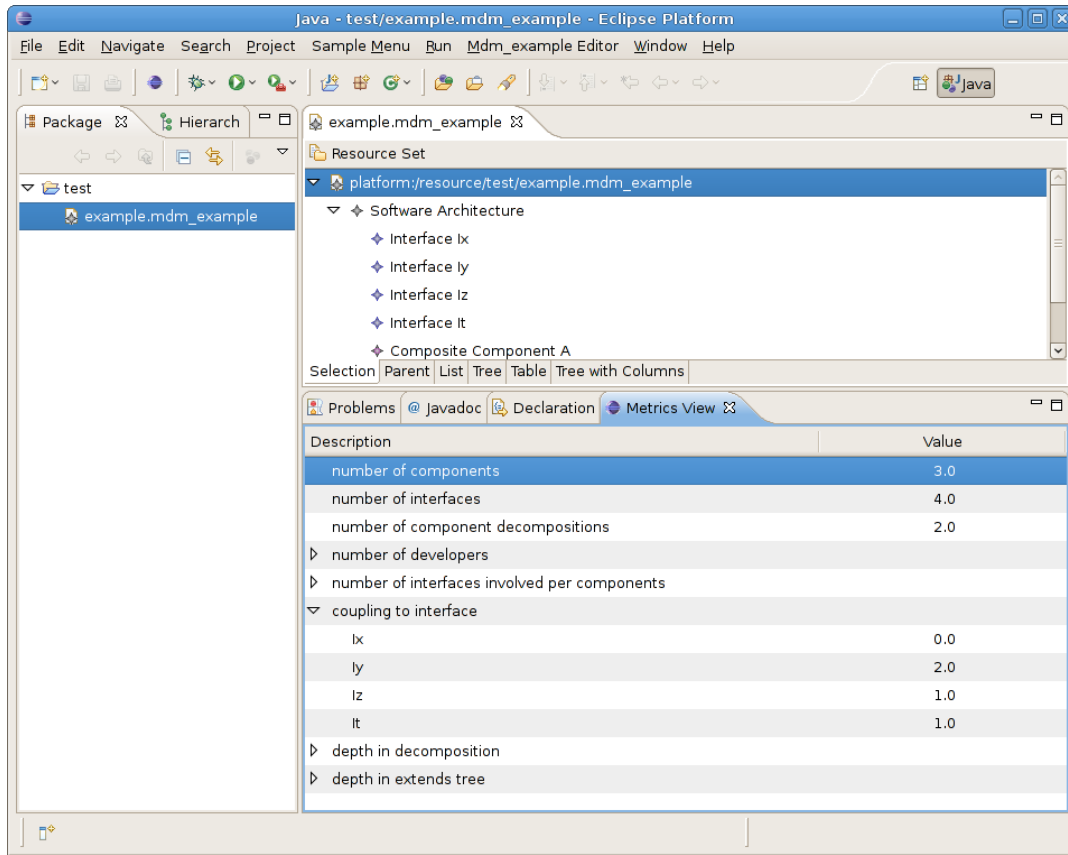 Java - test/example.mdm_example - Eclipse Platform
File Edit Navigate Search Project Sample Menu Run Mdm_example Editor Window Help
Java
Package Hierarch
test
example.mdm_example
example.mdm_example
Resource Set
platform:/resource/test/example.mdm_example
Software Architecture
Interface Ix
Interface Iy
Interface Iz
Interface It
Composite Component A
Selection Parent List Tree Table Tree with Columns
Problems @ Javadoc Declaration Metrics View
Description Value
number of components 3.0
number of interfaces 4.0
number of component decompositions 2.0
number of developers
number of interfaces involved per components
coupling to interface
Ix 0.0
Iy 2.0
Iz 1.0
It 1.0
depth in decomposition
depth in extends tree